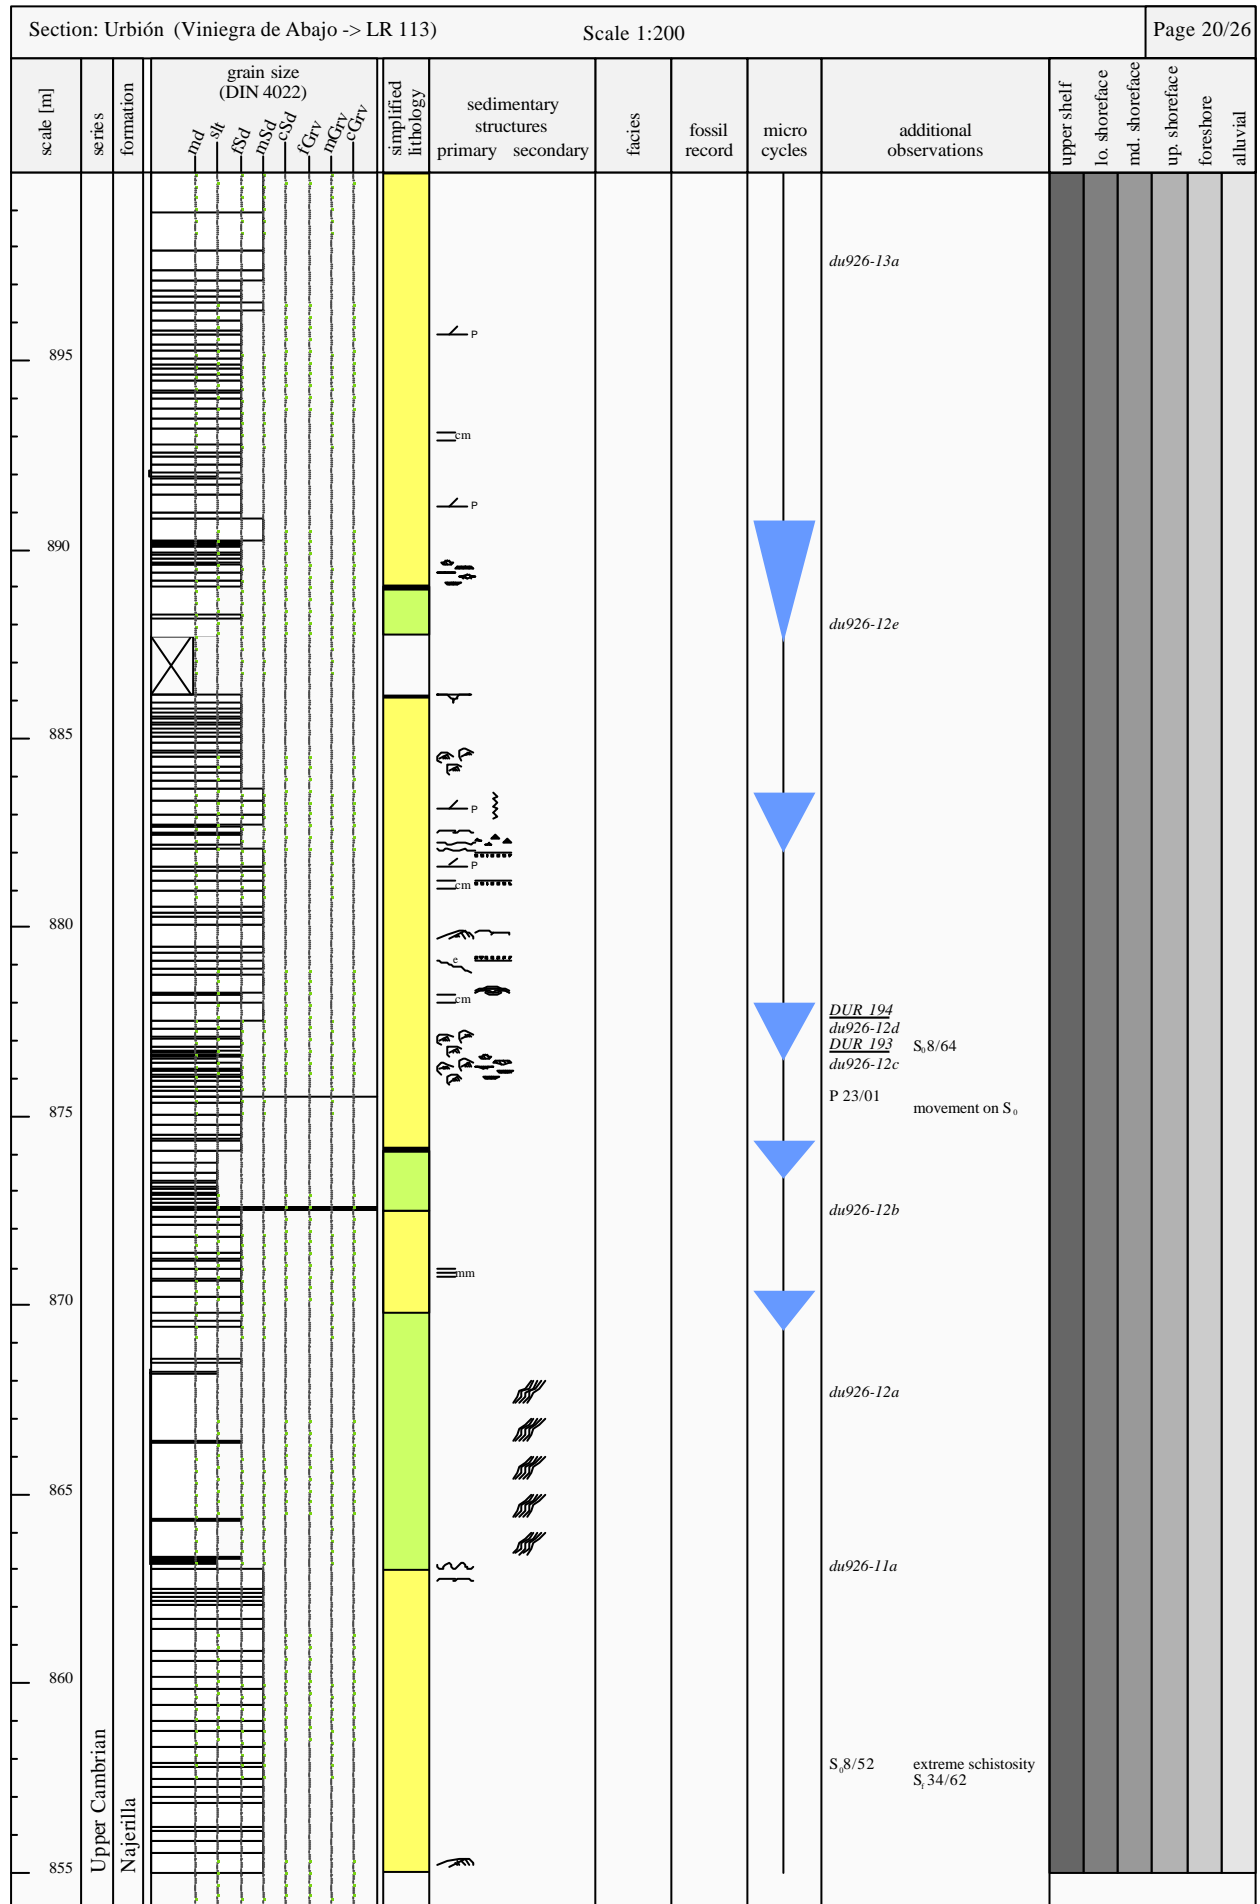 Section: Urbión (Viniegra de Abajo -> LR 113)
Scale 1:200
Page 20/26
scale [m]
series
formation
grain size
(DIN 4022)
md
slt
fSd
mSd
cSd
fGrv
mGrv
cGrv
simplified
lithology
sedimentary
structures
primary secondary
facies
fossil
record
micro
cycles
additional
observations
upper shelf
lo. shoreface
md. shoreface
up. shoreface
foreshore
alluvial
du926-13a
P
895
cm
P
890
du926-12e
885
P
P
cm
880
e
cm
DUR 194
du926-12d
DUR 193 S₀8/64
du926-12c
P 23/01
875
movement on S₀
du926-12b
mm
870
du926-12a
865
du926-11a
860
S₀8/52 extreme schistosity
S₁34/62
Upper Cambrian
Najerilla
855